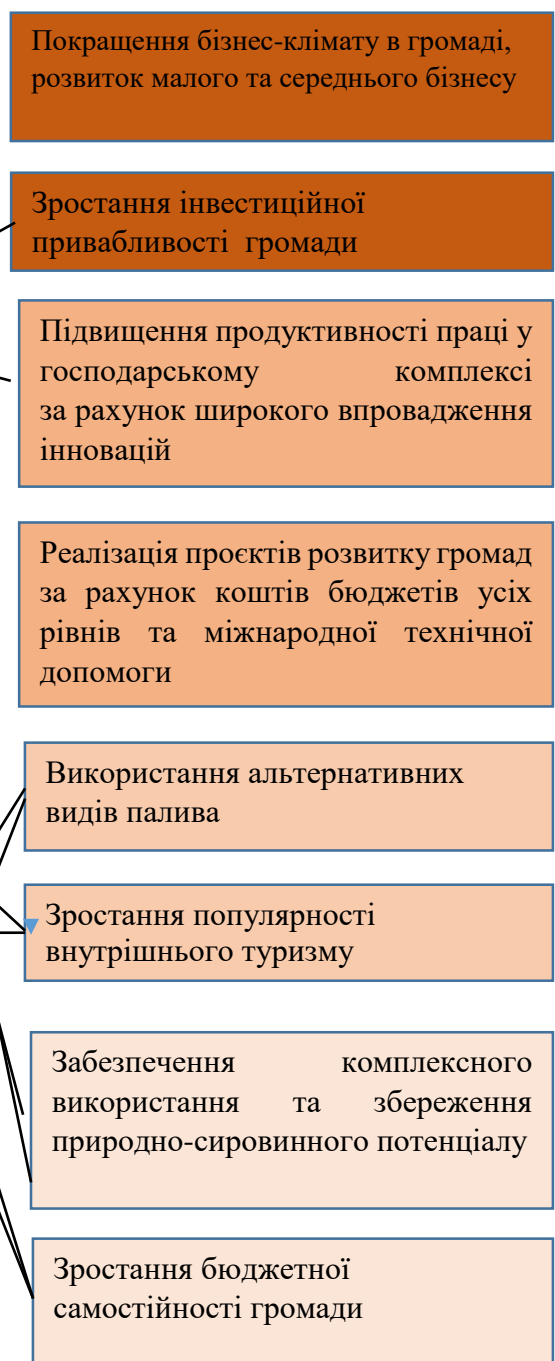 Покращення бізнес-клімату в громаді,
розвиток малого та середнього бізнесу
Зростання інвестиційної
привабливості громади
Підвищення продуктивності праці у
господарському комплексі
за рахунок широкого впровадження
інновацій
Реалізація проєктів розвитку громад
за рахунок коштів бюджетів усіх
рівнів та міжнародної технічної
допомоги
Використання альтернативних
видів палива
Зростання популярності
внутрішнього туризму
Забезпечення комплексного
використання та збереження
природно-сировинного потенціалу
Зростання бюджетної
самостійності громади